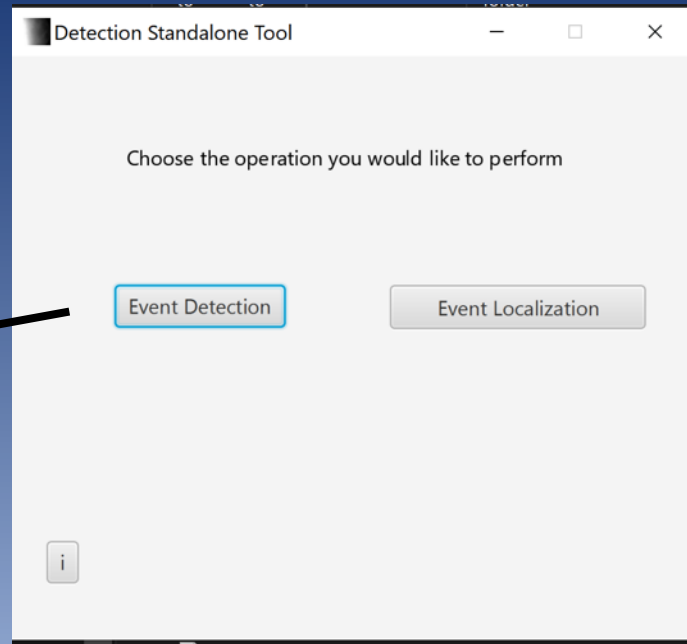 Detection Standalone Tool
Choose the operation you would like to perform
Event Detection
Event Localization
i